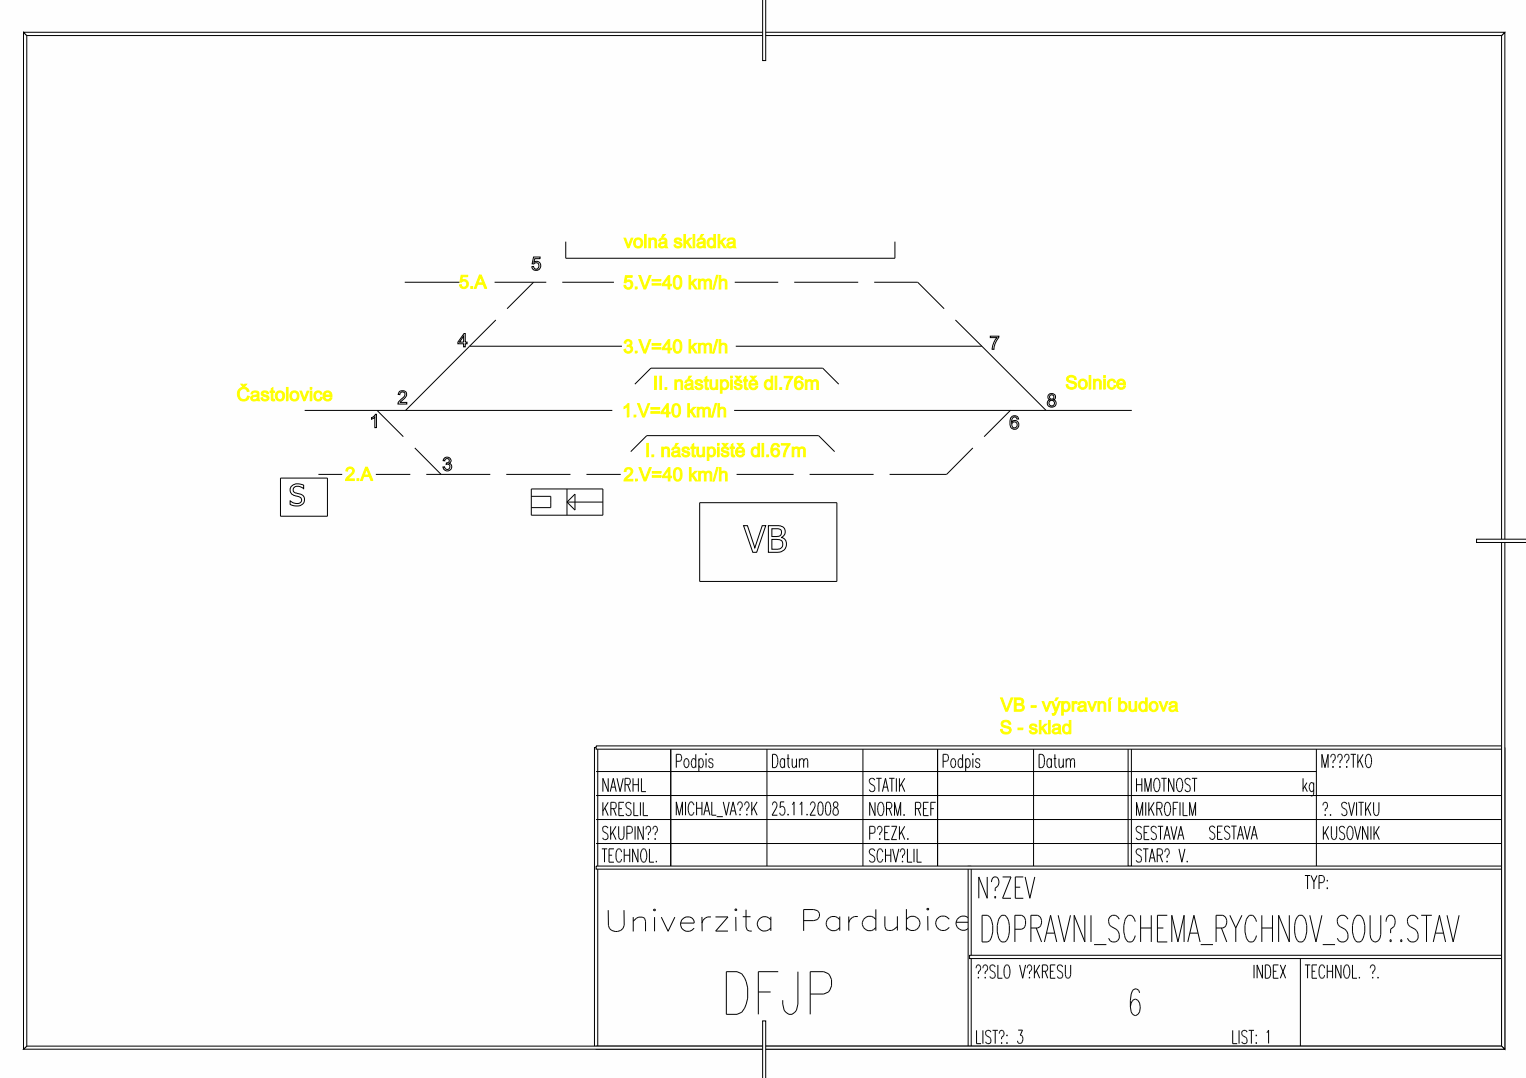 volná skládka
5
5.A
5.V=40 km/h
4
3.V=40 km/h
7
II. nástupiště dl.76m
Solnice
Častolovice
2
8
1.V=40 km/h
1
6
I. nástupiště dl.67m
3
2.A
2.V=40 km/h
S
VB
VB - výpravní budova
S - sklad
Podpis Datum Podpis Datum M???TKO
NAVRHL STATIK HMOTNOST kg
KRESLIL MICHAL_VA??K 25.11.2008 NORM. REF MIKROFILM ?. SVITKU
SKUPIN?? P?EZK. SESTAVA SESTAVA KUSOVNIK
TECHNOL. SCHV?LIL STAR? V.
N?ZEV TYP:
Univerzita Pardubice
DOPRAVNI_SCHEMA_RYCHNOV_SOU?.STAV
DFJP
??SLO V?KRESU INDEX TECHNOL. ?.
6
LIST?: 3 LIST: 1